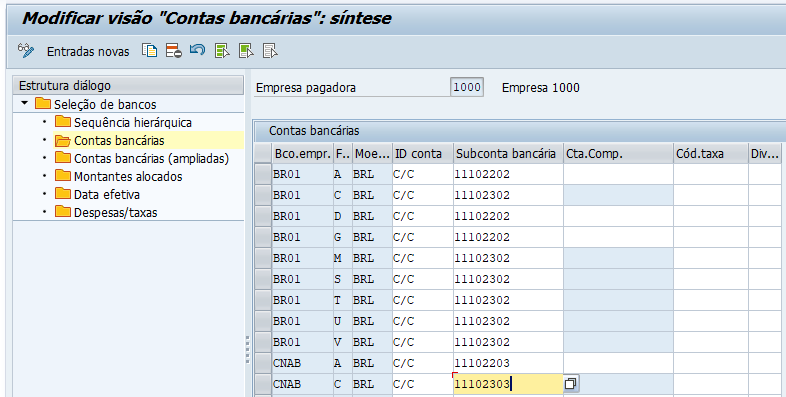 Modificar visão "Contas bancárias": síntese
Entradas novas
Estrutura diálogo
Seleção de bancos
Sequência hierárquica
Contas bancárias
Contas bancárias (ampliadas)
Montantes alocados
Data efetiva
Despesas/taxas
Empresa pagadora 1000 Empresa 1000
Contas bancárias
Bco.empr. F.. Moe... ID conta Subconta bancária Cta.Comp. Cód.taxa Div...
BR01 A BRL C/C 11102202
BR01 C BRL C/C 11102302
BR01 D BRL C/C 11102202
BR01 G BRL C/C 11102202
BR01 M BRL C/C 11102302
BR01 S BRL C/C 11102302
BR01 T BRL C/C 11102302
BR01 U BRL C/C 11102302
BR01 V BRL C/C 11102302
CNAB A BRL C/C 11102203
CNAB C BRL C/C 11102303